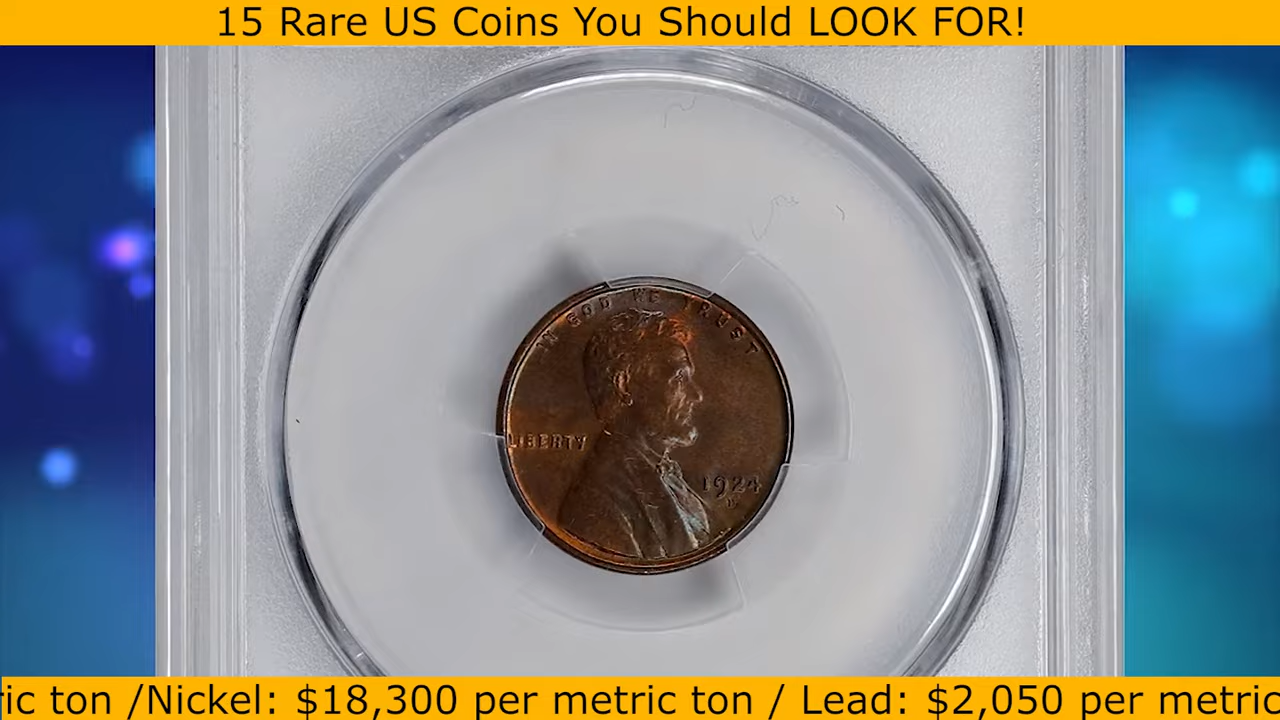 15 Rare US Coins You Should LOOK FOR!
IN GOD WE TRUST
LIBERTY
1924
D
ric ton /Nickel: $18,300 per metric ton / Lead: $2,050 per metric